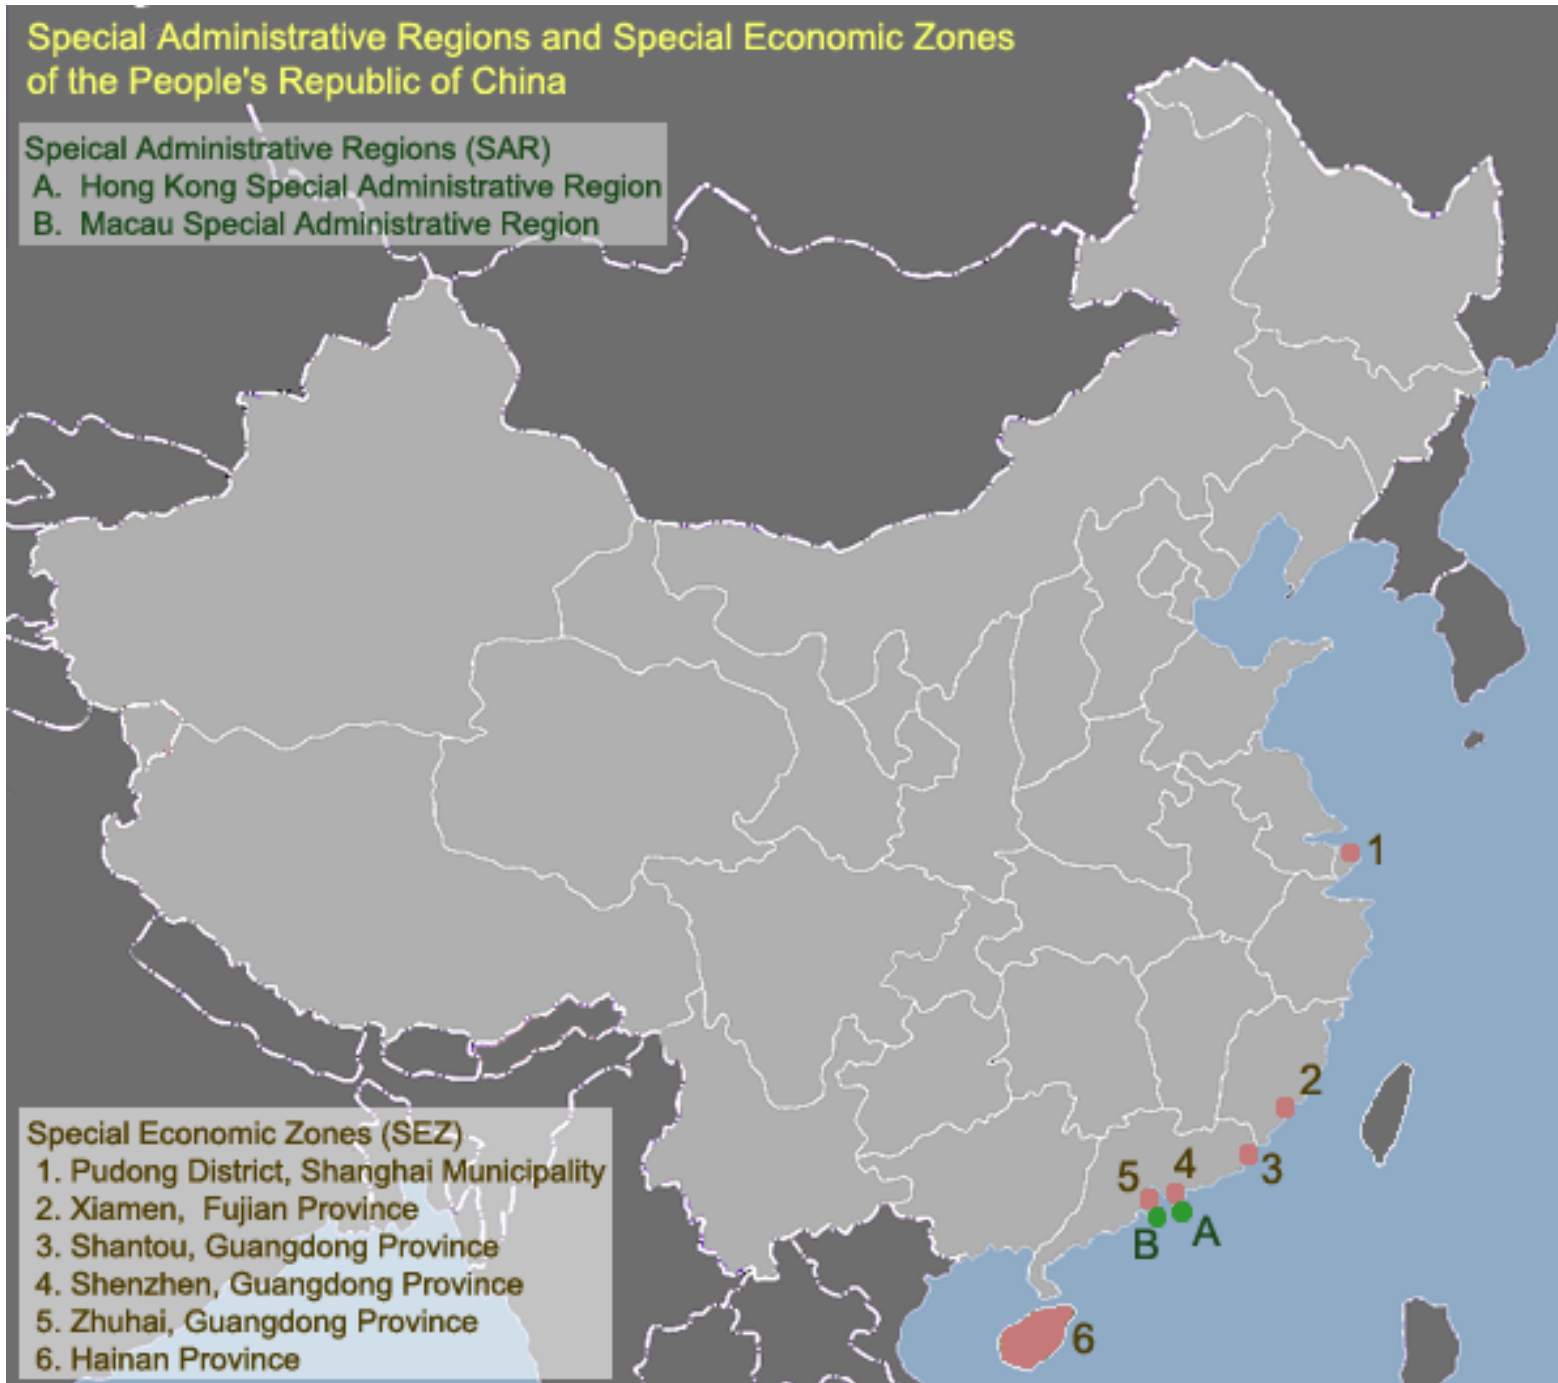 Special Administrative Regions and Special Economic Zones
of the People's Republic of China
Speical Administrative Regions (SAR)
A. Hong Kong Special Administrative Region
B. Macau Special Administrative Region
1
2
3
4
5
A
B
6
Special Economic Zones (SEZ)
1. Pudong District, Shanghai Municipality
2. Xiamen, Fujian Province
3. Shantou, Guangdong Province
4. Shenzhen, Guangdong Province
5. Zhuhai, Guangdong Province
6. Hainan Province